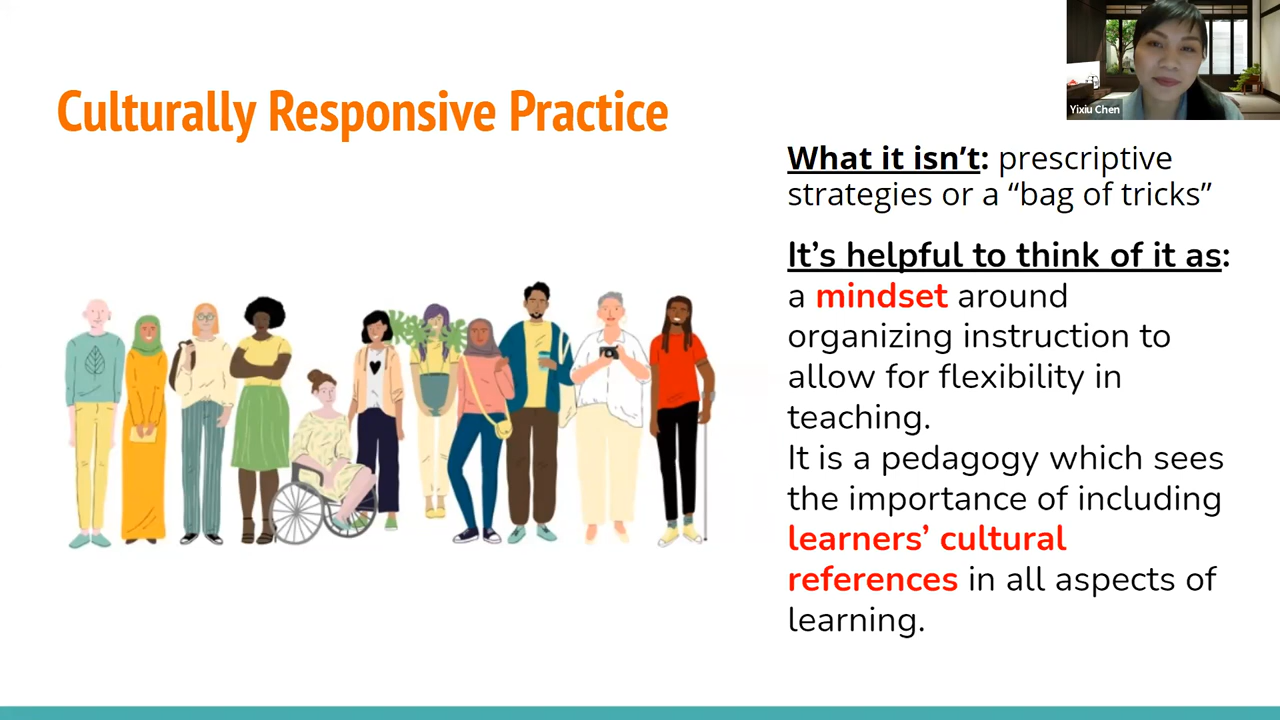 Culturally Responsive Practice
Yixiu Chen
What it isn’t: prescriptive
strategies or a “bag of tricks”
It’s helpful to think of it as:
a mindset around
organizing instruction to
allow for flexibility in
teaching.
It is a pedagogy which sees
the importance of including
learners’ cultural
references in all aspects of
learning.